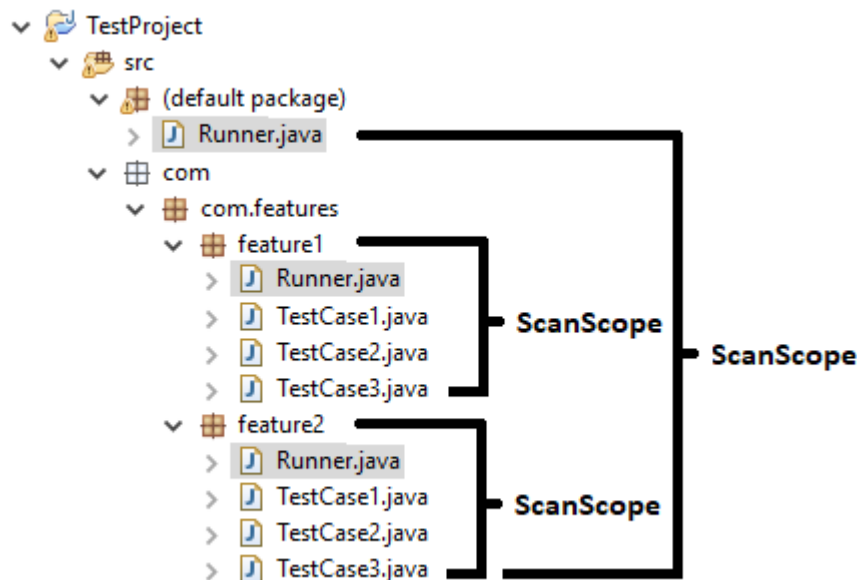 TestProject
src
(default package)
Runner.java
com
com.features
feature1
Runner.java
TestCase1.java
ScanScope
TestCase2.java
ScanScope
TestCase3.java
feature2
Runner.java
TestCase1.java
ScanScope
TestCase2.java
TestCase3.java